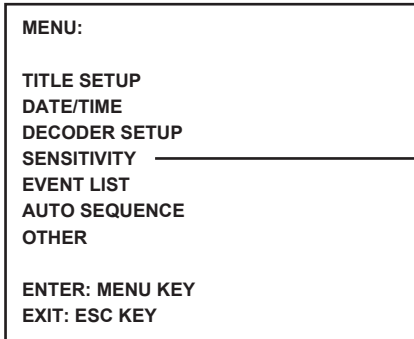 MENU:
TITLE SETUP
DATE/TIME
DECODER SETUP
SENSITIVITY
EVENT LIST
AUTO SEQUENCE
OTHER
ENTER: MENU KEY
EXIT: ESC KEY